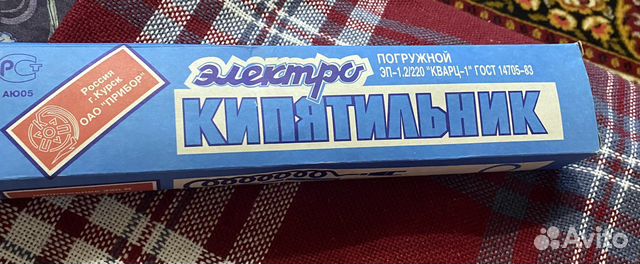 РСТ
АЮ05
Россия
г.Курск
ОАО "ПРИБОР"
электро
КИПЯТИЛЬНИК
ПОГРУЖНОЙ
ЭП-1.2/220 "КВАРЦ-1" ГОСТ 14705-83
Avito